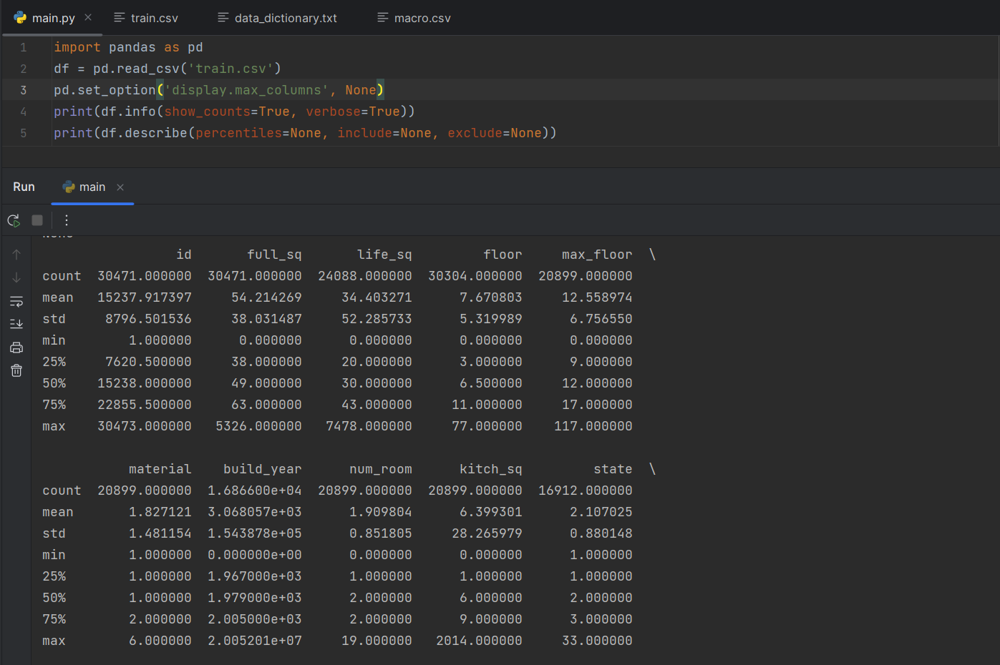 main.py train.csv data_dictionary.txt macro.csv
1 import pandas as pd
2 df = pd.read_csv('train.csv')
3 pd.set_option('display.max_columns', None)
4 print(df.info(show_counts=True, verbose=True))
5 print(df.describe(percentiles=None, include=None, exclude=None))
Run main
None
id full_sq life_sq floor max_floor \
count 30471.000000 30471.000000 24088.000000 30304.000000 20899.000000
mean 15237.917397 54.214269 34.403271 7.670803 12.558974
std 8796.501536 38.031487 52.285733 5.319989 6.756550
min 1.000000 0.000000 0.000000 0.000000 0.000000
25% 7620.500000 38.000000 20.000000 3.000000 9.000000
50% 15238.000000 49.000000 30.000000 6.500000 12.000000
75% 22855.500000 63.000000 43.000000 11.000000 17.000000
max 30473.000000 5326.000000 7478.000000 77.000000 117.000000
material build_year num_room kitch_sq state \
count 20899.000000 1.686600e+04 20899.000000 20899.000000 16912.000000
mean 1.827121 3.068057e+03 1.909804 6.399301 2.107025
std 1.481154 1.543878e+05 0.851805 28.265979 0.880148
min 1.000000 0.000000e+00 0.000000 0.000000 1.000000
25% 1.000000 1.967000e+03 1.000000 1.000000 1.000000
50% 1.000000 1.979000e+03 2.000000 6.000000 2.000000
75% 2.000000 2.005000e+03 2.000000 9.000000 3.000000
max 6.000000 2.005201e+07 19.000000 2014.000000 33.000000